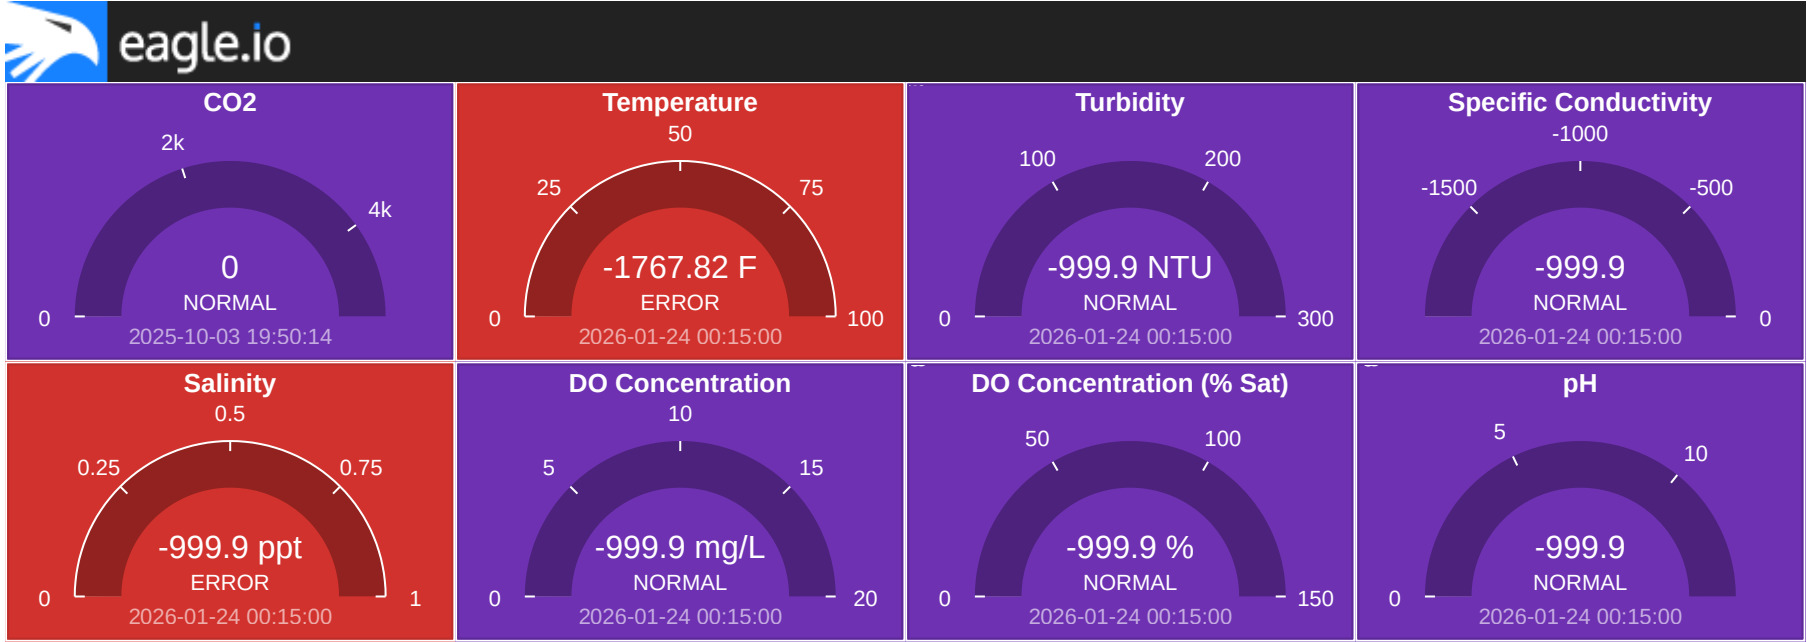 eagle.io
CO2
2k
4k
0
0
NORMAL
2025-10-03 19:50:14
Temperature
50
25
75
-1767.82 F
ERROR
0
100
2026-01-24 00:15:00
Turbidity
100
200
-999.9 NTU
NORMAL
0
300
2026-01-24 00:15:00
Specific Conductivity
-1000
-1500
-500
-999.9
NORMAL
0
2026-01-24 00:15:00
Salinity
0.5
0.25
0.75
-999.9 ppt
ERROR
0
1
2026-01-24 00:15:00
DO Concentration
10
5
15
-999.9 mg/L
NORMAL
0
20
2026-01-24 00:15:00
DO Concentration (% Sat)
50
100
-999.9 %
NORMAL
0
150
2026-01-24 00:15:00
pH
5
10
-999.9
NORMAL
0
2026-01-24 00:15:00